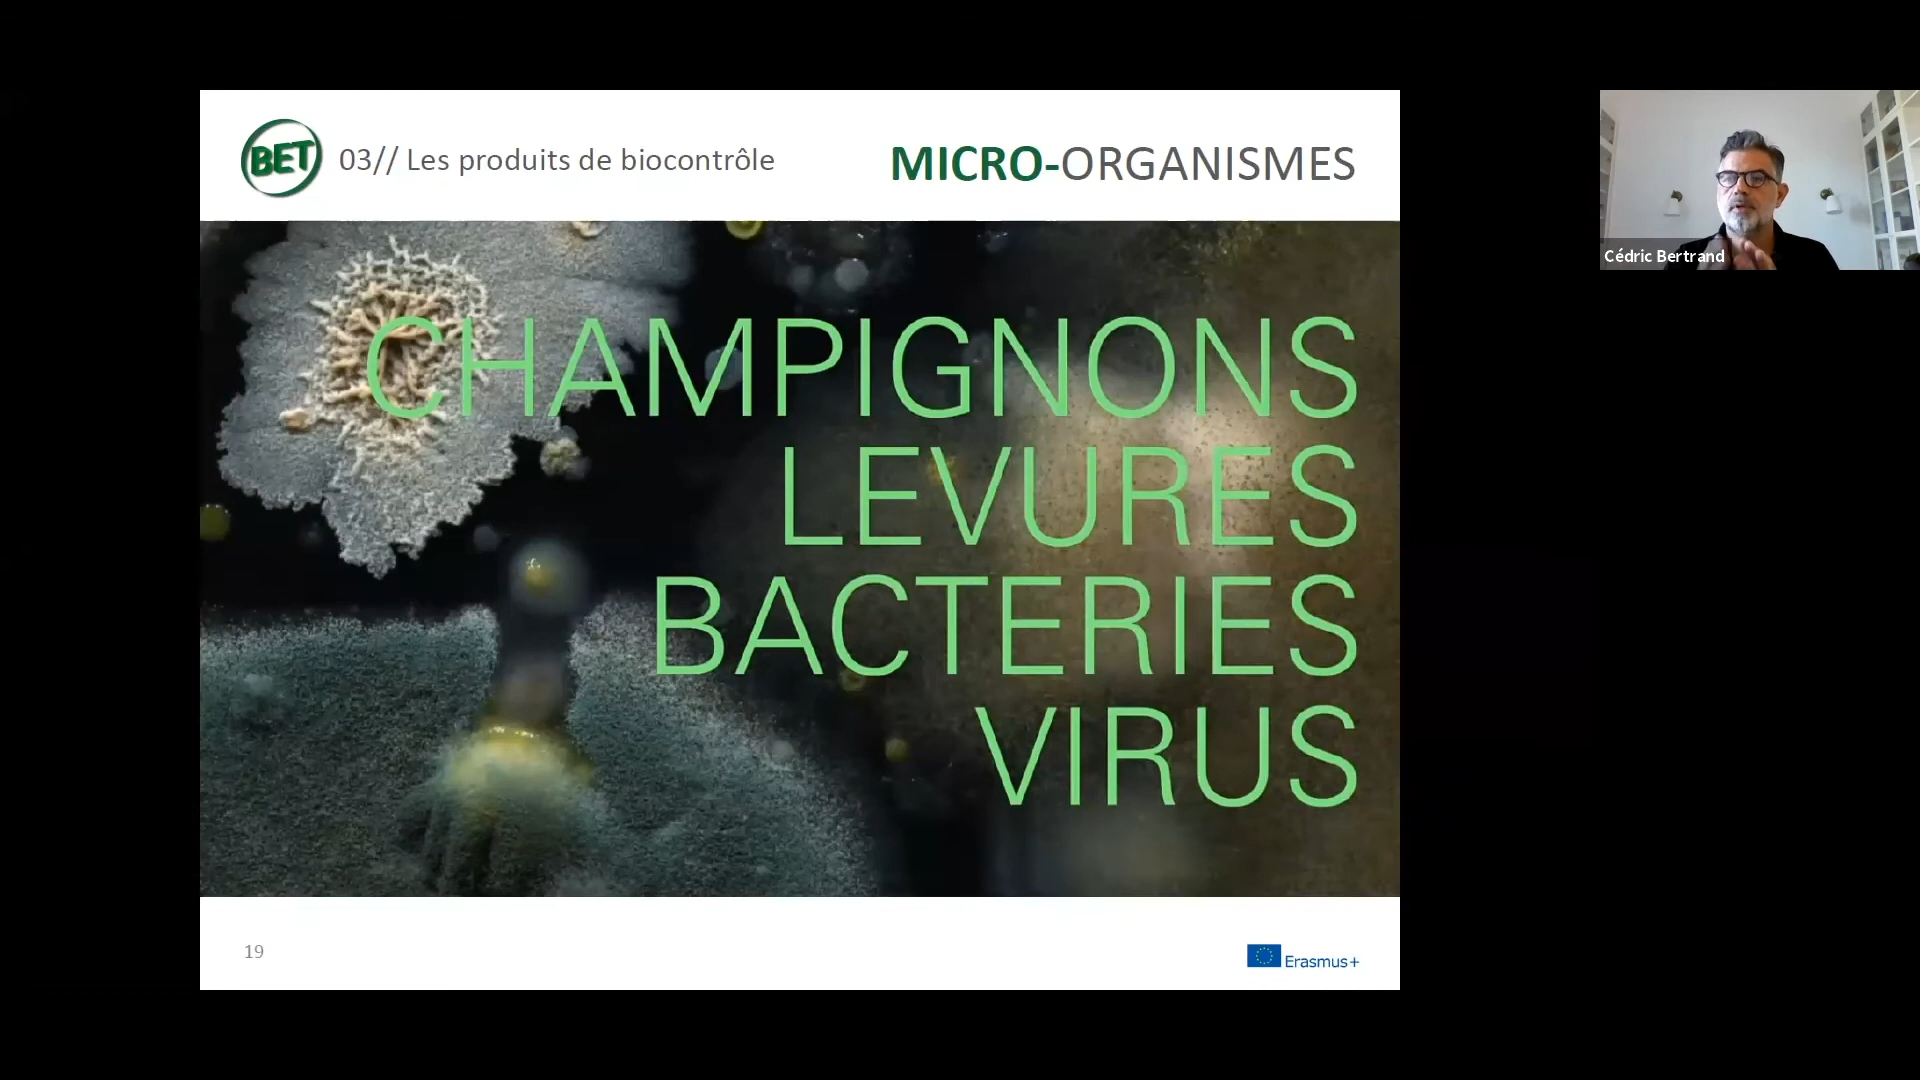 BET
03// Les produits de biocontrôle
MICRO-ORGANISMES
CHAMPIGNONS
LEVURES
BACTERIES
VIRUS
19
Erasmus+
Cédric Bertrand